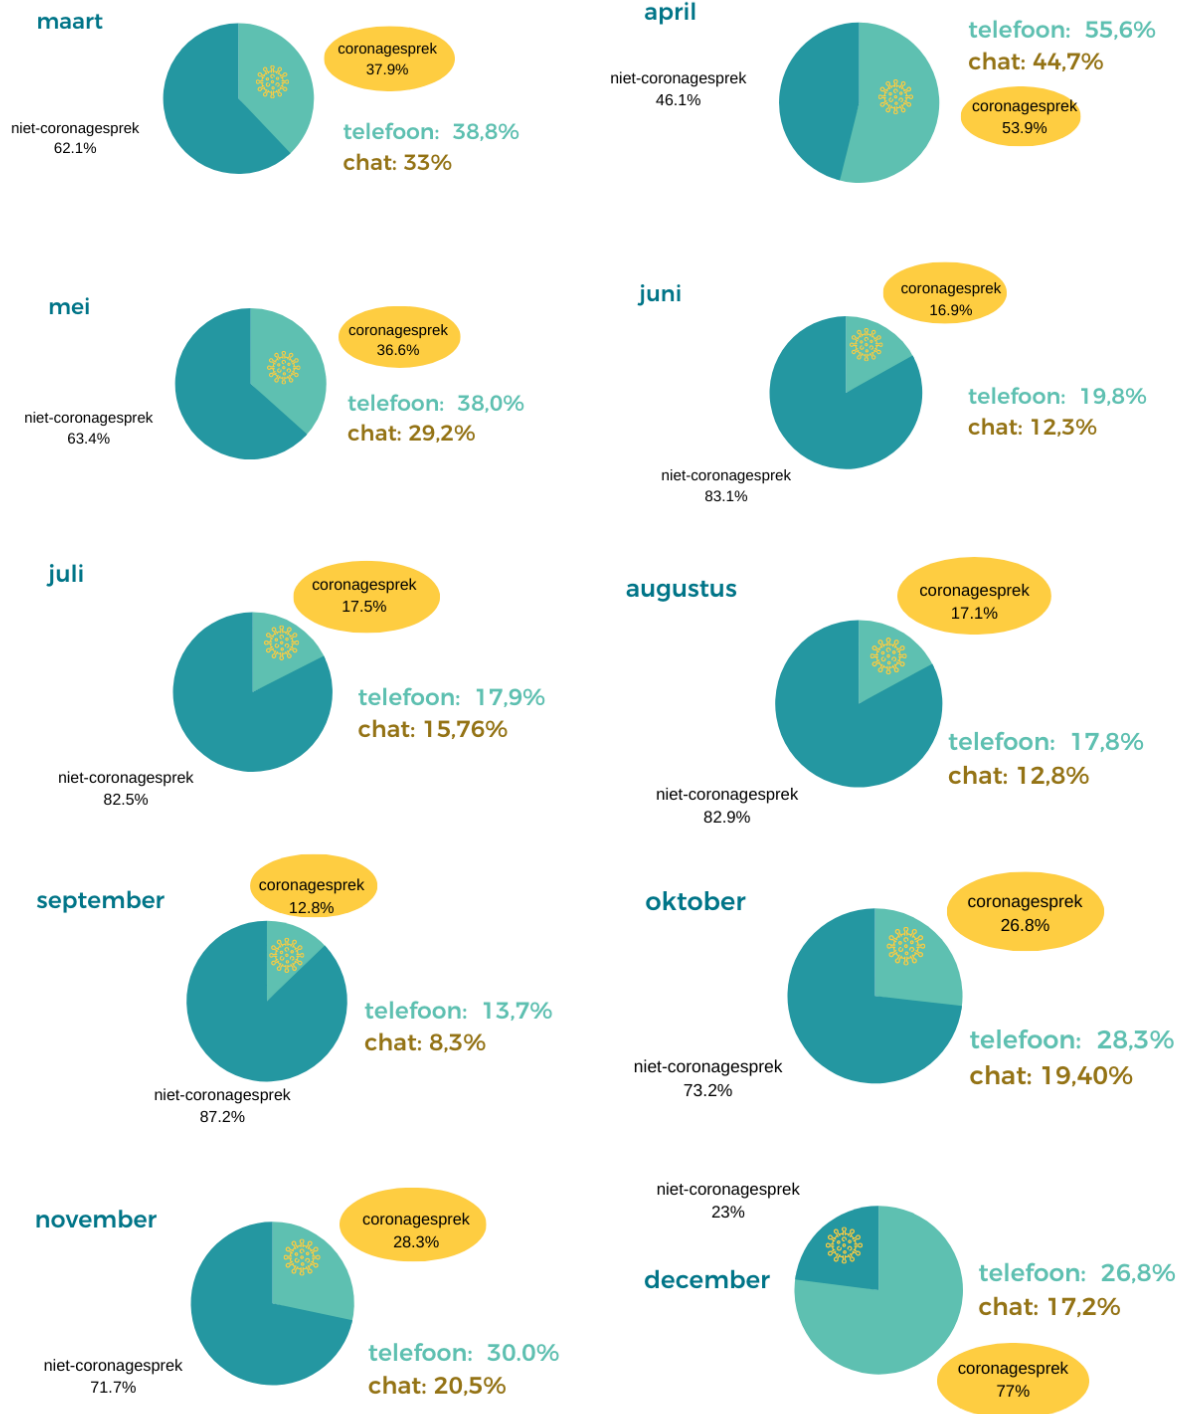 maart
coronagesprek
37.9%
niet-coronagesprek
62.1%
telefoon: 38,8%
chat: 33%
april
telefoon: 55,6%
chat: 44,7%
niet-coronagesprek
46.1%
coronagesprek
53.9%
mei
coronagesprek
36.6%
telefoon: 38,0%
chat: 29,2%
niet-coronagesprek
63.4%
juni
coronagesprek
16.9%
telefoon: 19,8%
chat: 12,3%
niet-coronagesprek
83.1%
juli
coronagesprek
17.5%
telefoon: 17,9%
chat: 15,76%
niet-coronagesprek
82.5%
augustus
coronagesprek
17.1%
telefoon: 17,8%
chat: 12,8%
niet-coronagesprek
82.9%
september
coronagesprek
12.8%
telefoon: 13,7%
chat: 8,3%
niet-coronagesprek
87.2%
oktober
coronagesprek
26.8%
telefoon: 28,3%
chat: 19,40%
niet-coronagesprek
73.2%
november
coronagesprek
28.3%
telefoon: 30.0%
chat: 20,5%
niet-coronagesprek
71.7%
niet-coronagesprek
23%
december
telefoon: 26,8%
chat: 17,2%
coronagesprek
77%